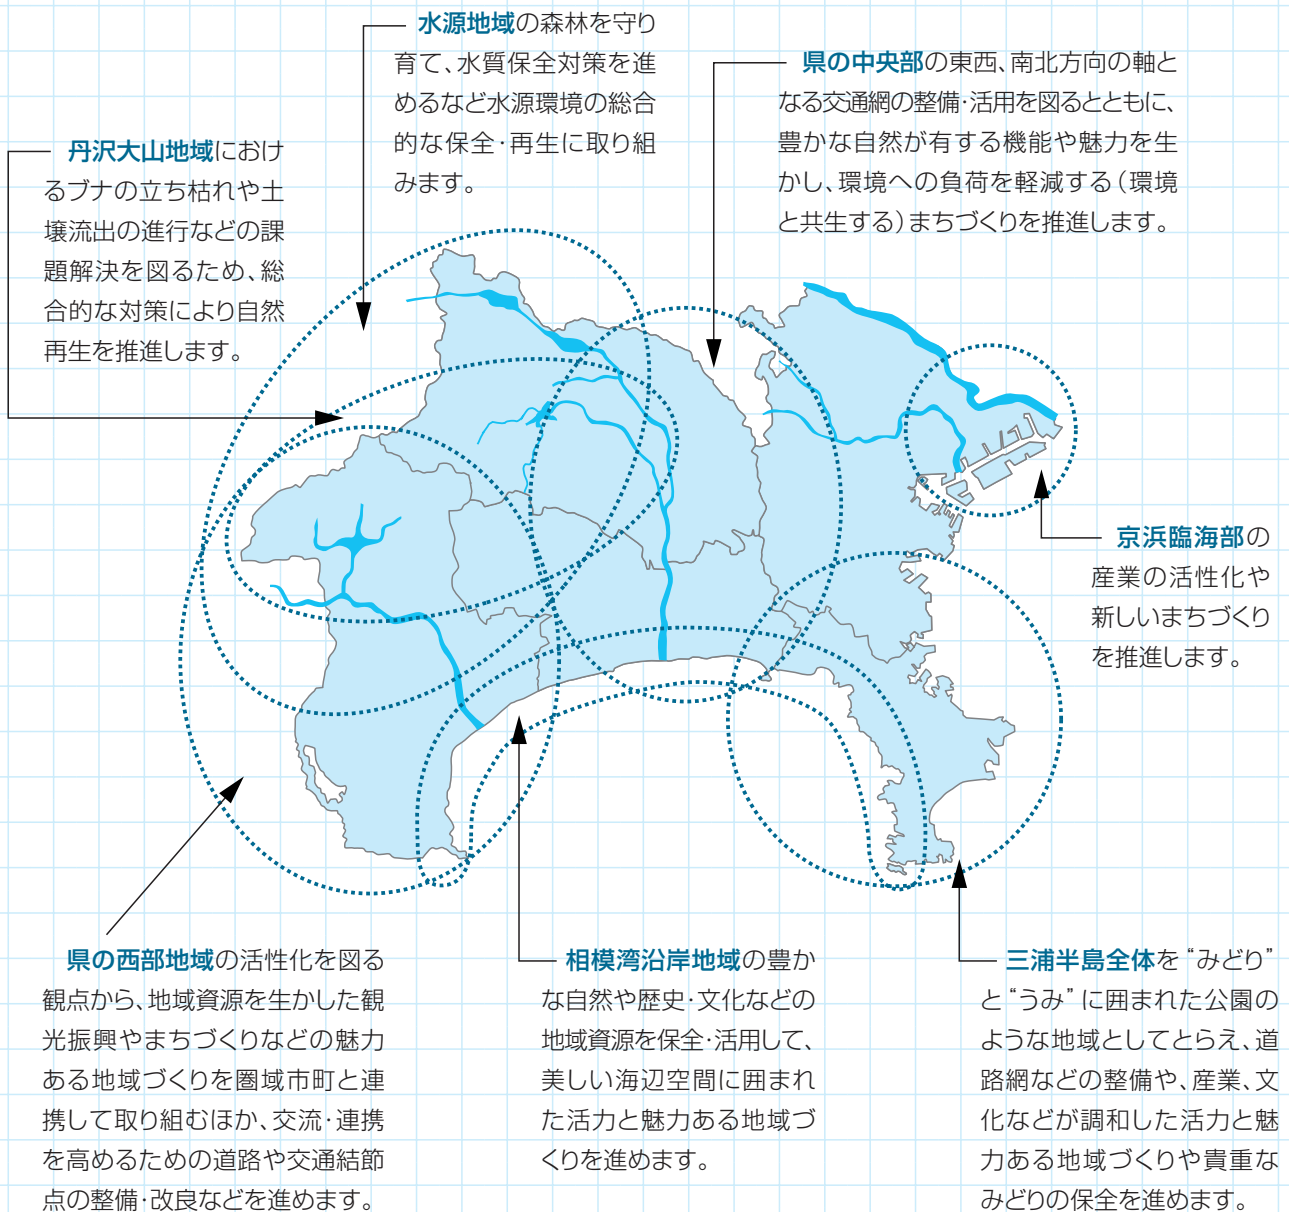 水源地域の森林を守り
育て、水質保全対策を進
めるなど水源環境の総合
的な保全・再生に取り組
みます。
県の中央部の東西、南北方向の軸と
なる交通網の整備・活用を図るとともに、
豊かな自然が有する機能や魅力を生
かし、環境への負荷を軽減する（環境
と共生する）まちづくりを推進します。
丹沢大山地域におけ
るブナの立ち枯れや土
壌流出の進行などの課
題解決を図るため、総
合的な対策により自然
再生を推進します。
京浜臨海部の
産業の活性化や
新しいまちづくり
を推進します。
県の西部地域の活性化を図る
観点から、地域資源を生かした観
光振興やまちづくりなどの魅力
ある地域づくりを圏域市町と連
携して取り組むほか、交流・連携
を高めるための道路や交通結節
点の整備・改良などを進めます。
相模湾沿岸地域の豊か
な自然や歴史・文化などの
地域資源を保全・活用して、
美しい海辺空間に囲まれ
た活力と魅力ある地域づ
くりを進めます。
三浦半島全体を“みどり”
と“うみ”に囲まれた公園の
ような地域としてとらえ、道
路網などの整備や、産業、文
化などが調和した活力と魅
力ある地域づくりや貴重な
みどりの保全を進めます。